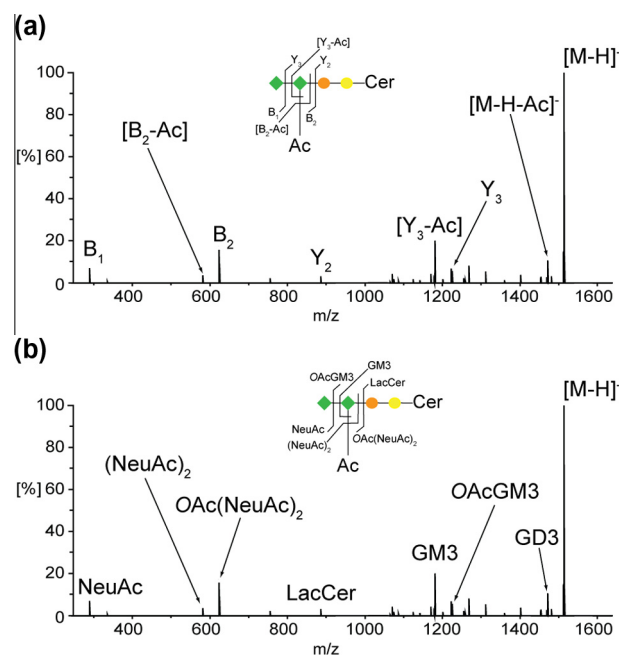 (a)
[M-H]⁻
[Y₃-Ac]
Y₃
Y₂
Cer
B₁
B₂
[B₂-Ac]
Ac
100
80
60
40
20
0
[%]
[M-H-Ac]⁻
[B₂-Ac]
B₁
B₂
Y₂
[Y₃-Ac]
Y₃
400 600 800 1000 1200 1400 1600
m/z
(b)
[M-H]⁻
GM3
OAcGM3
LacCer
Cer
NeuAc
(NeuAc)₂
OAc(NeuAc)₂
Ac
100
80
60
40
20
0
[%]
(NeuAc)₂
OAc(NeuAc)₂
NeuAc
LacCer
GM3
OAcGM3
GD3
400 600 800 1000 1200 1400 1600
m/z